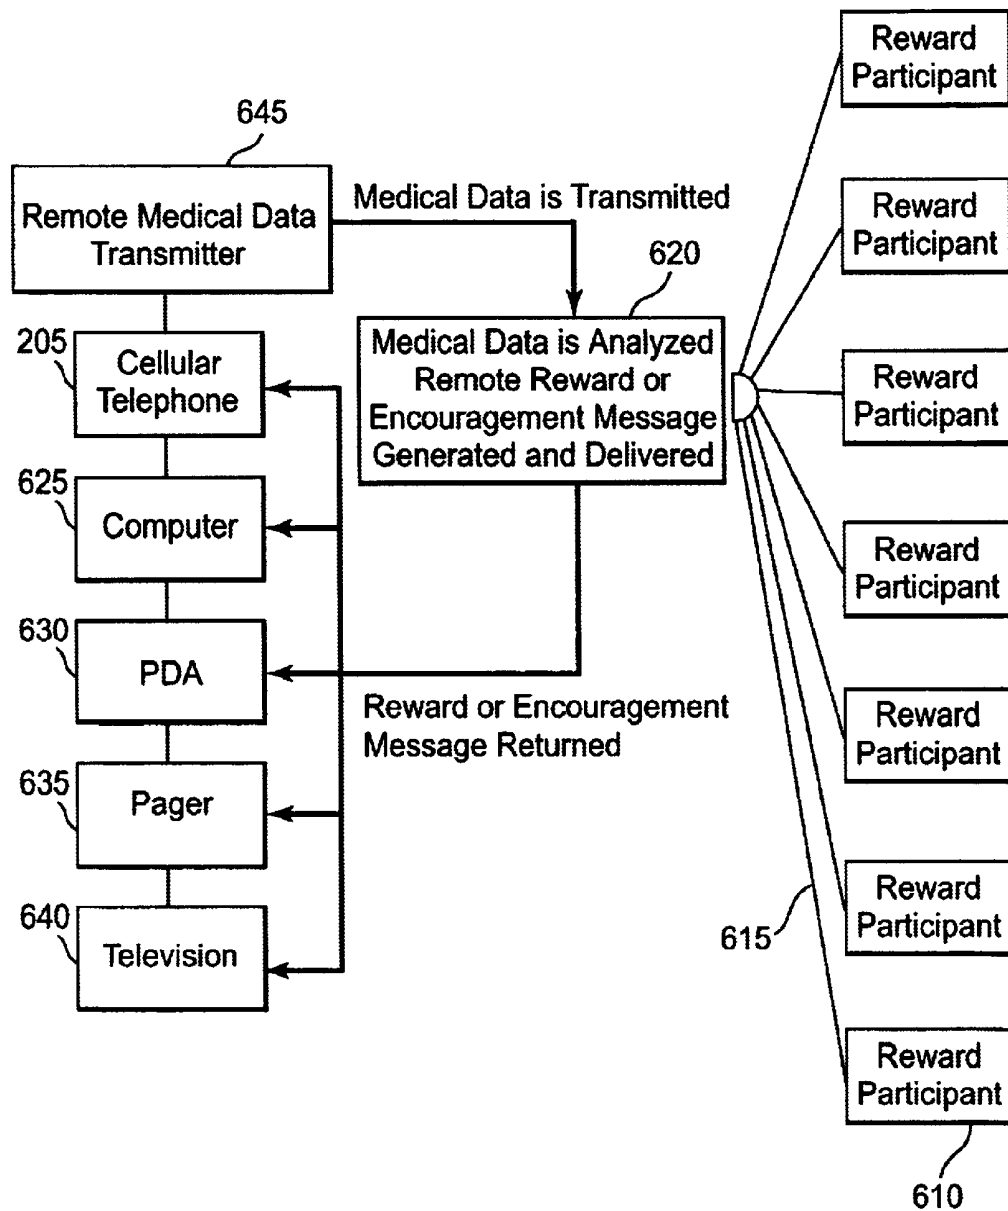 645
Remote Medical Data
Transmitter
Medical Data is Transmitted
620
Medical Data is Analyzed
Remote Reward or
Encouragement Message
Generated and Delivered
205
Cellular
Telephone
625
Computer
630
PDA
Reward or Encouragement
Message Returned
635
Pager
640
Television
Reward
Participant
Reward
Participant
Reward
Participant
Reward
Participant
Reward
Participant
Reward
Participant
615
Reward
Participant
610